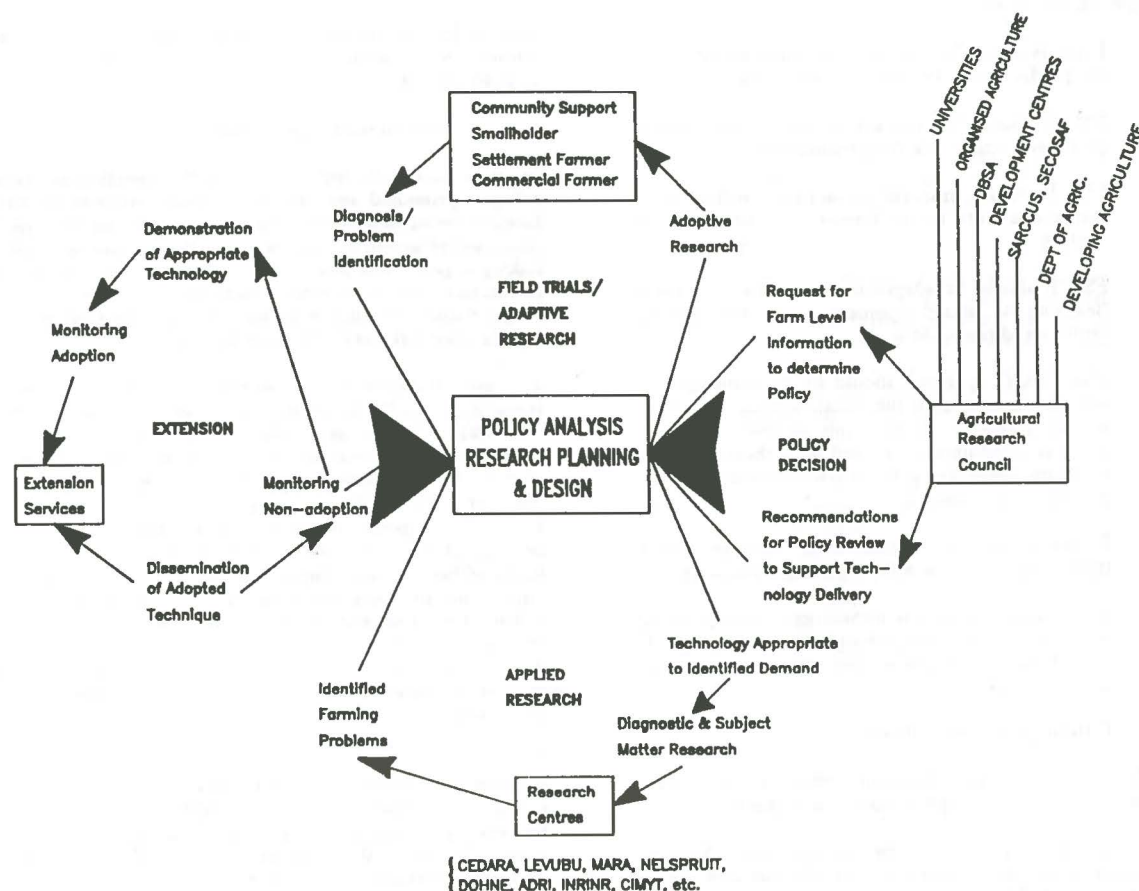 Community Support
Smallholder
Settlement Farmer
Commercial Farmer
Diagnosis/
Problem
Identification
Adoptive
Research
FIELD TRIALS/
ADAPTIVE
RESEARCH
Demonstration
of Appropriate
Technology
Monitoring
Adoption
EXTENSION
Extension
Services
Monitoring
Non-adoption
Dissemination
of Adopted
Technique
POLICY ANALYSIS
RESEARCH PLANNING
& DESIGN
Request for
Farm Level
Information
to determine
Policy
POLICY
DECISION
UNIVERSITIES
ORGANISED AGRICULTURE
DBSA
DEVELOPMENT CENTRES
SARCCUS, SECOSAF
DEPT OF AGRIC.
DEVELOPING AGRICULTURE
Agricultural
Research
Council
Recommendations
for Policy Review
to Support Tech-
nology Delivery
Technology Appropriate
to Identified Demand
Diagnostic & Subject
Matter Research
APPLIED
RESEARCH
Identified
Farming
Problems
Research
Centres
CEDARA, LEVUBU, MARA, NELSPRUIT,
DOHNE, ADRI, INRINR, CIMYT, etc.